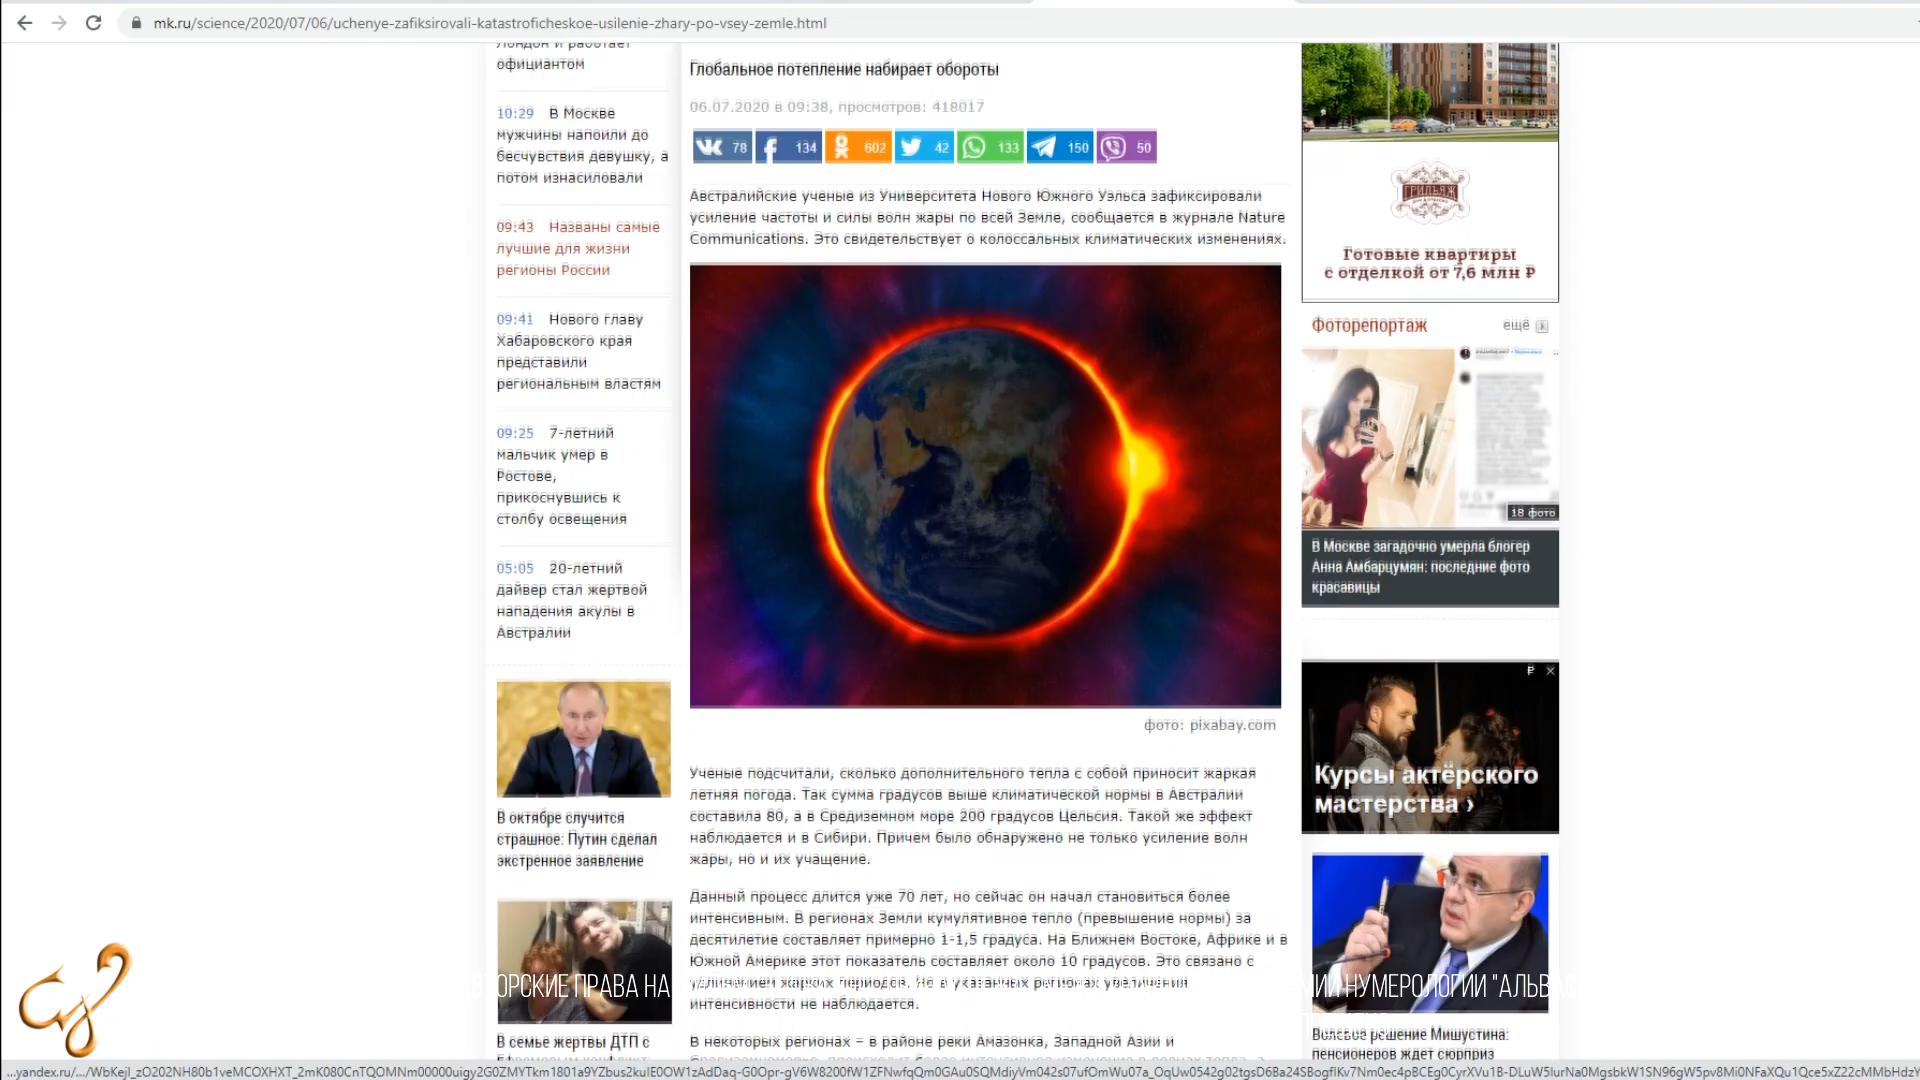 mk.ru/science/2020/07/06/uchenye-zafiksirovali-katastroficheskoe-usilenie-zhary-po-vsey-zemle.html
Лондон и работает
официантом
10:29 В Москве
мужчины напоили до
бесчувствия девушку, а
потом изнасиловали
09:43 Названы самые
лучшие для жизни
регионы России
09:41 Нового главу
Хабаровского края
представили
региональным властям
09:25 7-летний
мальчик умер в
Ростове,
прикоснувшись к
столбу освещения
05:05 20-летний
дайвер стал жертвой
нападения акулы в
Австралии
В октябре случится
страшное: Путин сделал
экстренное заявление
В семье жертвы ДТП с
Глобальное потепление набирает обороты
06.07.2020 в 09:38, просмотров: 418017
78 134 602 42 133 150 50
Австралийские ученые из Университета Нового Южного Уэльса зафиксировали
усиление частоты и силы волн жары по всей Земле, сообщается в журнале Nature
Communications. Это свидетельствует о колоссальных климатических изменениях.
фото: pixabay.com
Ученые подсчитали, сколько дополнительного тепла с собой приносит жаркая
летняя погода. Так сумма градусов выше климатической нормы в Австралии
составила 80, а в Средиземном море 200 градусов Цельсия. Такой же эффект
наблюдается и в Сибири. Причем было обнаружено не только усиление волн
жары, но и их учащение.
Данный процесс длится уже 70 лет, но сейчас он начал становиться более
интенсивным. В регионах Земли кумулятивное тепло (превышение нормы) за
десятилетие составляет примерно 1-1,5 градуса. На Ближнем Востоке, Африке и в
Южной Америке этот показатель составляет около 10 градусов. Это связано с
удлинением жарких периодов. Но в указанных регионах увеличения
интенсивности не наблюдается.
В некоторых регионах – в районе реки Амазонка, Западной Азии и
ГРИЛЬЯЖ
Готовые квартиры
с отделкой от 7,6 млн ₽
Фоторепортаж ещё
18 фото
В Москве загадочно умерла блогер
Анна Амбарцумян: последние фото
красавицы
Курсы актёрского
мастерства ›
Волевое решение Мишустина:
пенсионеров ждет сюрприз
ТОРСКИЕ ПРАВА НА
МИИ НУМЕРОЛОГИИ "АЛЬВА